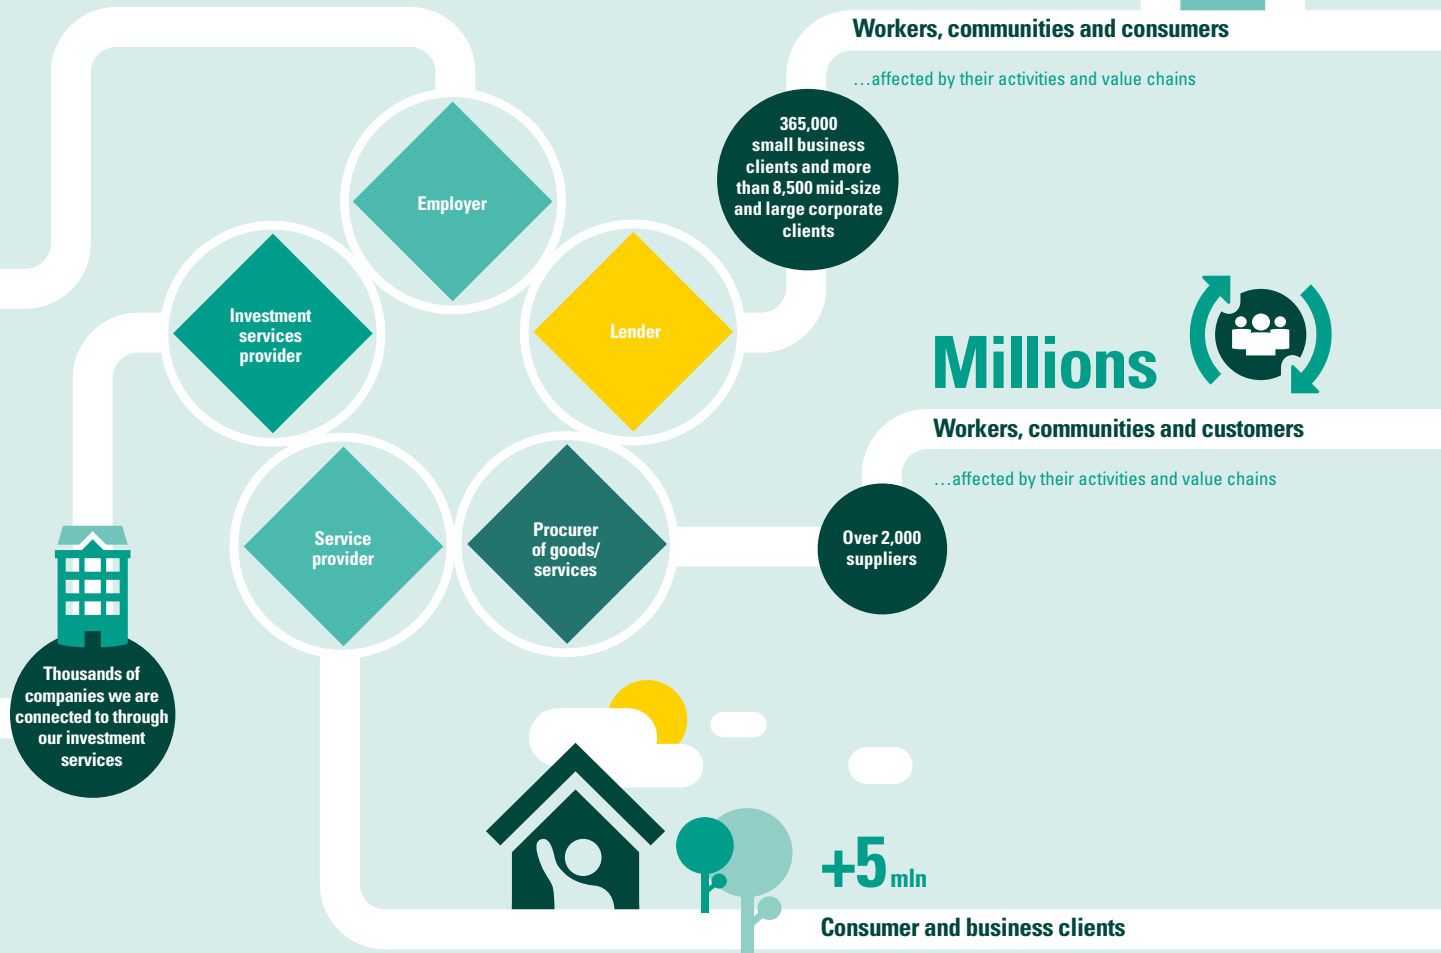 Workers, communities and consumers
…affected by their activities and value chains
365,000
small business
clients and more
than 8,500 mid-size
and large corporate
clients
Employer
Investment
services
provider
Lender
Millions
Workers, communities and customers
…affected by their activities and value chains
Service
provider
Procurer
of goods/
services
Over 2,000
suppliers
Thousands of
companies we are
connected to through
our investment
services
+5 mln
Consumer and business clients